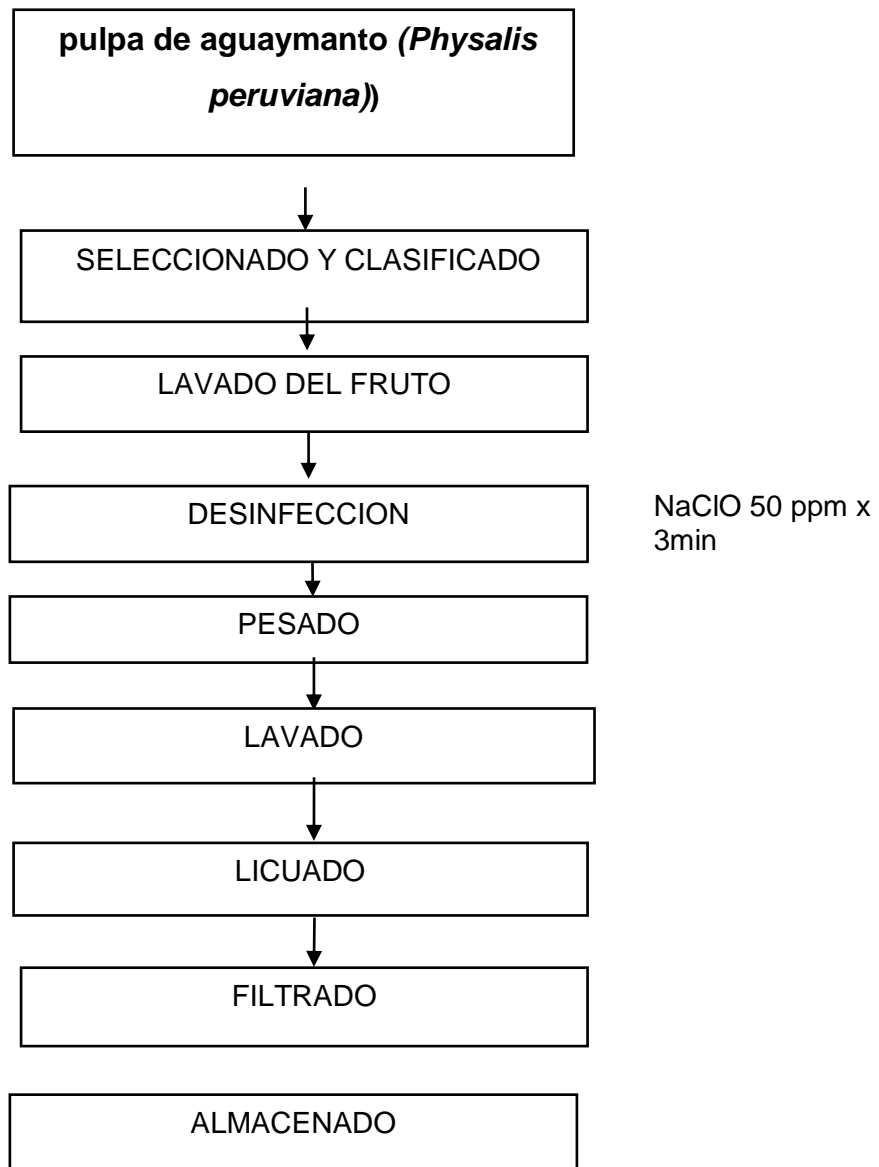 pulpa de aguaymanto (Physalis
peruviana))
SELECCIONADO Y CLASIFICADO
LAVADO DEL FRUTO
DESINFECCION
NaClO 50 ppm x
3min
PESADO
LAVADO
LICUADO
FILTRADO
ALMACENADO